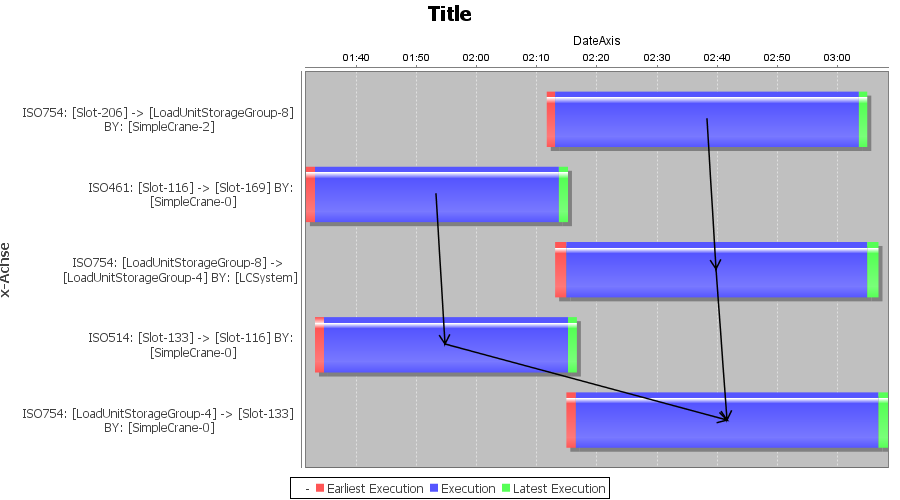 Title
DateAxis
01:40 01:50 02:00 02:10 02:20 02:30 02:40 02:50 03:00
ISO754: [Slot-206] -> [LoadUnitStorageGroup-8]
BY: [SimpleCrane-2]
ISO461: [Slot-116] -> [Slot-169] BY:
[SimpleCrane-0]
x-Achse
ISO754: [LoadUnitStorageGroup-8] ->
[LoadUnitStorageGroup-4] BY: [LCSystem]
ISO514: [Slot-133] -> [Slot-116] BY:
[SimpleCrane-0]
ISO754: [LoadUnitStorageGroup-4] -> [Slot-133]
BY: [SimpleCrane-0]
- Earliest Execution Execution Latest Execution